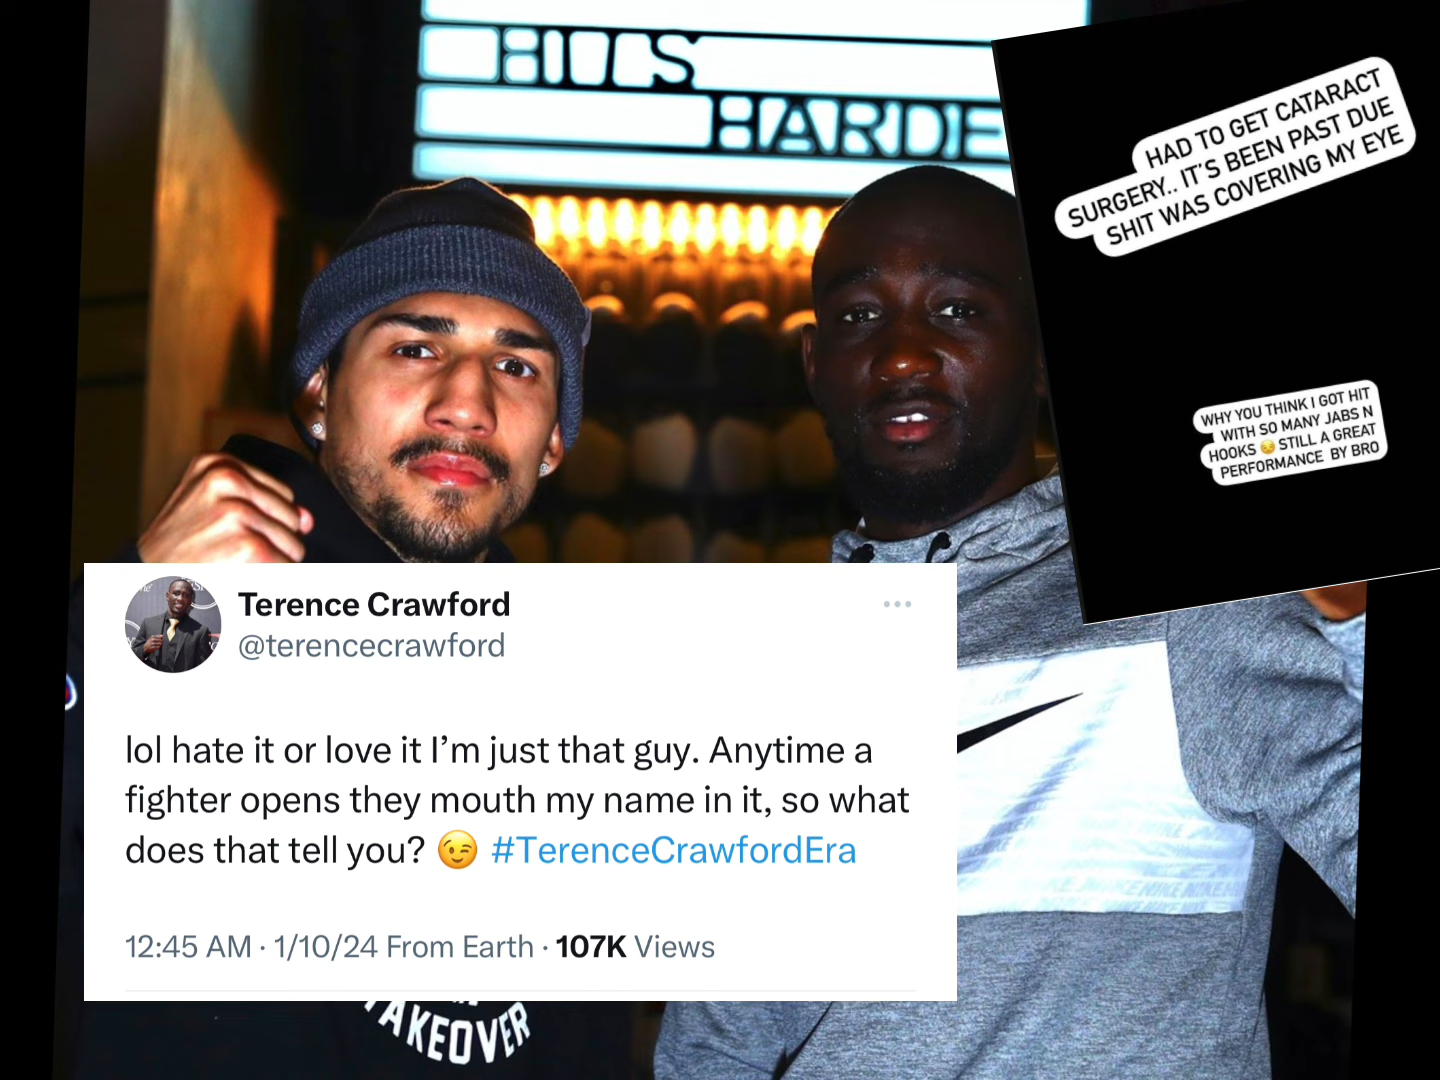 HITS
HARDE
HAD TO GET CATARACT
SURGERY.. IT'S BEEN PAST DUE
SHIT WAS COVERING MY EYE
WHY YOU THINK I GOT HIT
WITH SO MANY JABS N
HOOKS 😒 STILL A GREAT
PERFORMANCE BY BRO
Terence Crawford
@terencecrawford
lol hate it or love it I’m just that guy. Anytime a
fighter opens they mouth my name in it, so what
does that tell you? 😉 #TerenceCrawfordEra
12:45 AM · 1/10/24 From Earth · 107K Views
TAKEOVER